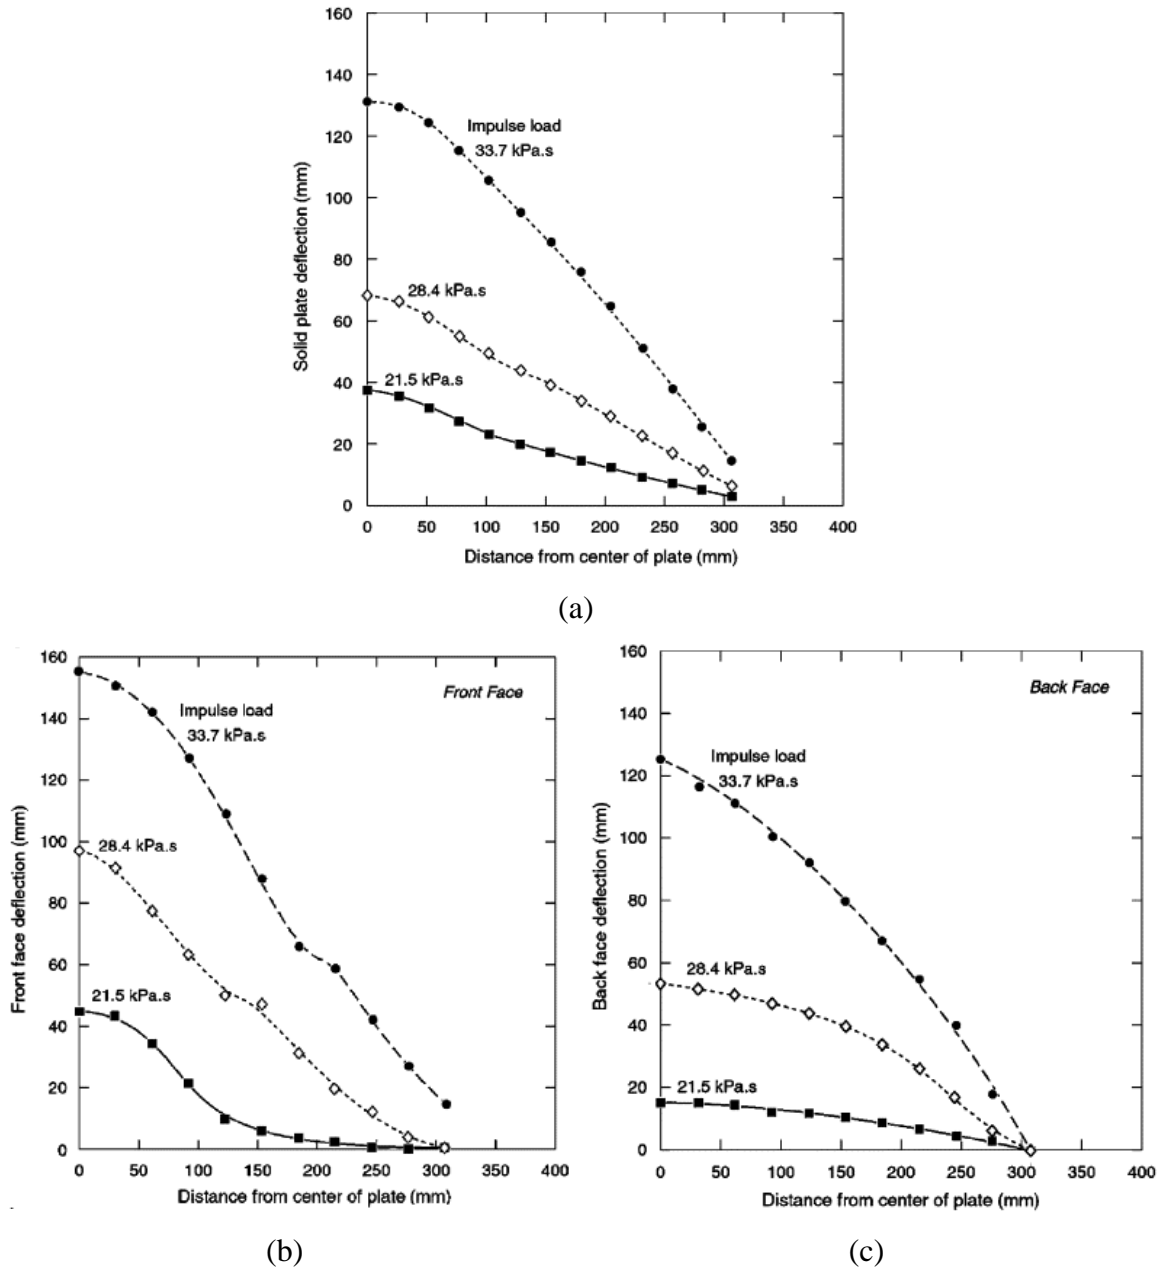 160
140
120
100
80
60
40
20
0
Solid plate deflection (mm)
Impulse load
33.7 kPa.s
28.4 kPa.s
21.5 kPa.s
0 50 100 150 200 250 300 350 400
Distance from center of plate (mm)
(a)
160
140
120
100
80
60
40
20
0
Front face deflection (mm)
Front Face
Impulse load
33.7 kPa.s
28.4 kPa.s
21.5 kPa.s
0 50 100 150 200 250 300 350 400
Distance from center of plate (mm)
(b)
160
140
120
100
80
60
40
20
0
Back face deflection (mm)
Back Face
Impulse load
33.7 kPa.s
28.4 kPa.s
21.5 kPa.s
0 50 100 150 200 250 300 350 400
Distance from center of plate (mm)
(c)